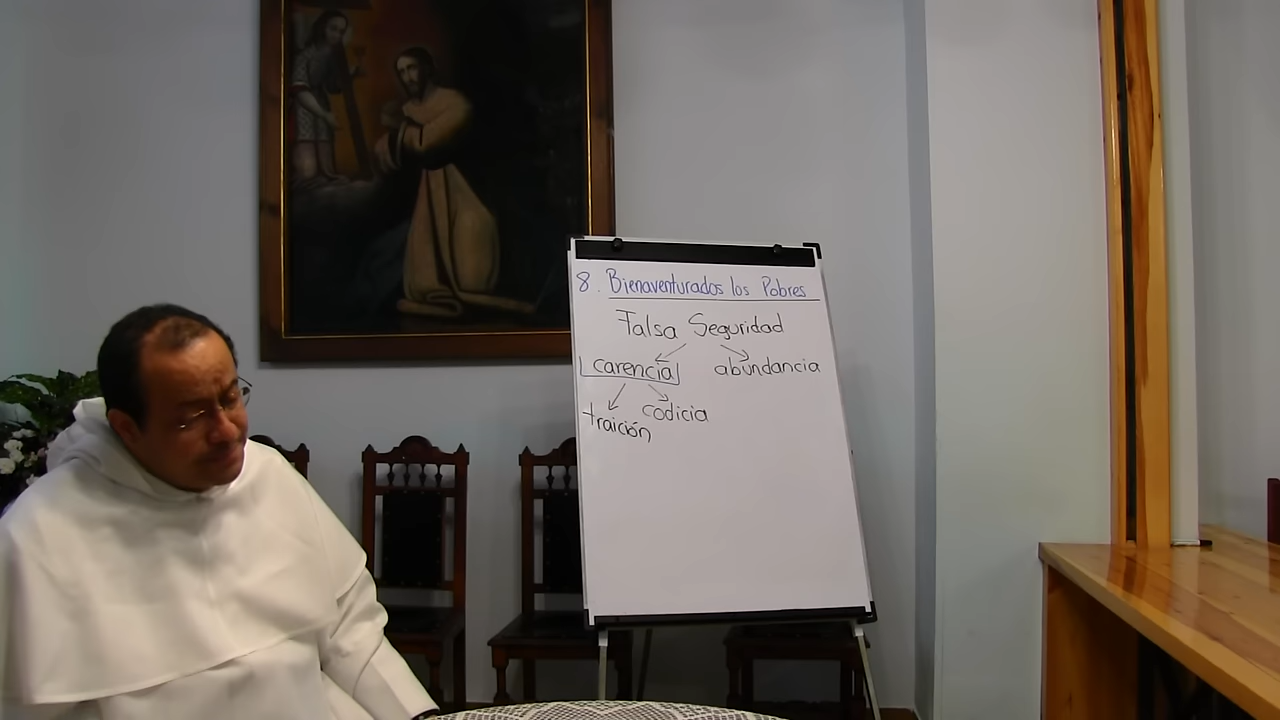 8. Bienaventurados los Pobres
Falsa Seguridad
carencia abundancia
traición codicia